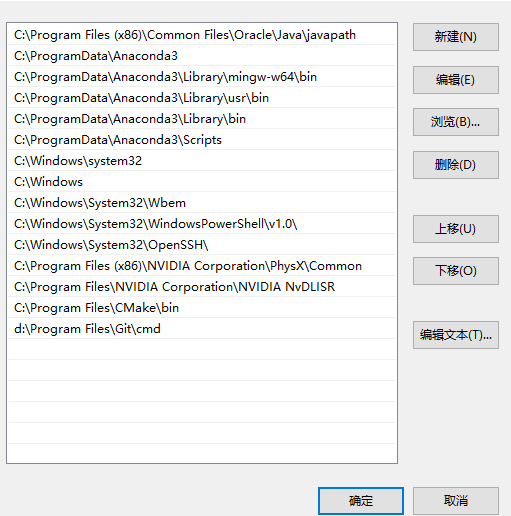 C:\Program Files (x86)\Common Files\Oracle\Java\javapath
C:\ProgramData\Anaconda3
C:\ProgramData\Anaconda3\Library\mingw-w64\bin
C:\ProgramData\Anaconda3\Library\usr\bin
C:\ProgramData\Anaconda3\Library\bin
C:\ProgramData\Anaconda3\Scripts
C:\Windows\system32
C:\Windows
C:\Windows\System32\Wbem
C:\Windows\System32\WindowsPowerShell\v1.0\
C:\Windows\System32\OpenSSH\
C:\Program Files (x86)\NVIDIA Corporation\PhysX\Common
C:\Program Files\NVIDIA Corporation\NVIDIA NvDLISR
C:\Program Files\CMake\bin
d:\Program Files\Git\cmd
新建(N)
编辑(E)
浏览(B)...
删除(D)
上移(U)
下移(O)
编辑文本(T)...
确定
取消